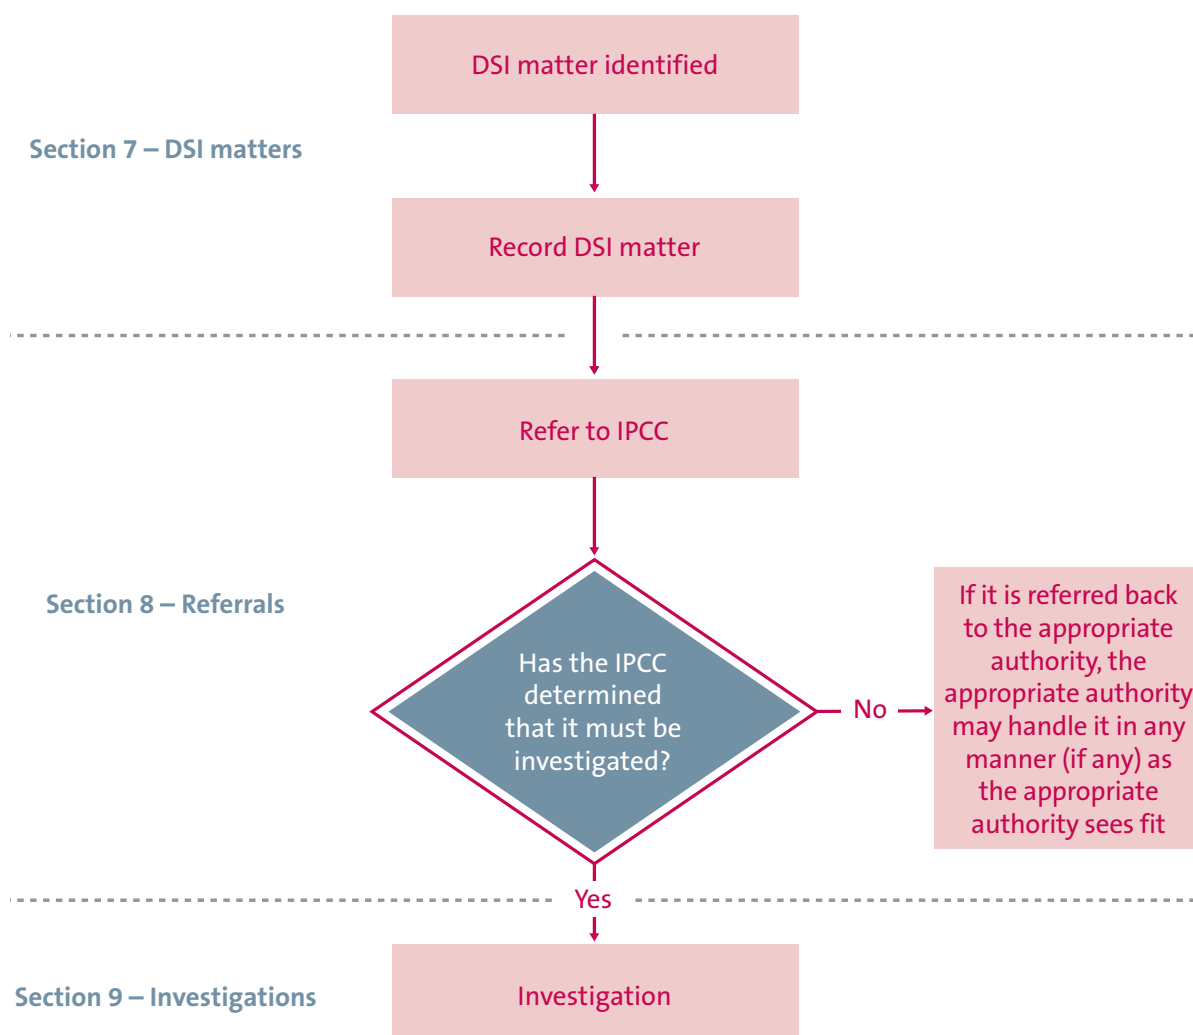 DSI matter identified
Section 7 – DSI matters
Record DSI matter
Refer to IPCC
Section 8 – Referrals
Has the IPCC
determined
that it must be
investigated?
No
If it is referred back
to the appropriate
authority, the
appropriate authority
may handle it in any
manner (if any) as
the appropriate
authority sees fit
Yes
Section 9 – Investigations
Investigation